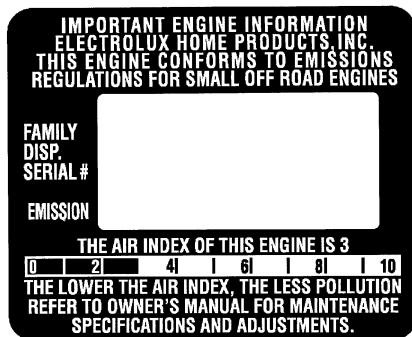 IMPORTANT ENGINE INFORMATION
ELECTROLUX HOME PRODUCTS, INC.
THIS ENGINE CONFORMS TO EMISSIONS
REGULATIONS FOR SMALL OFF ROAD ENGINES
FAMILY
DISP.
SERIAL #
EMISSION
THE AIR INDEX OF THIS ENGINE IS 3
0 2 4 6 8 10
THE LOWER THE AIR INDEX, THE LESS POLLUTION
REFER TO OWNER'S MANUAL FOR MAINTENANCE
SPECIFICATIONS AND ADJUSTMENTS.